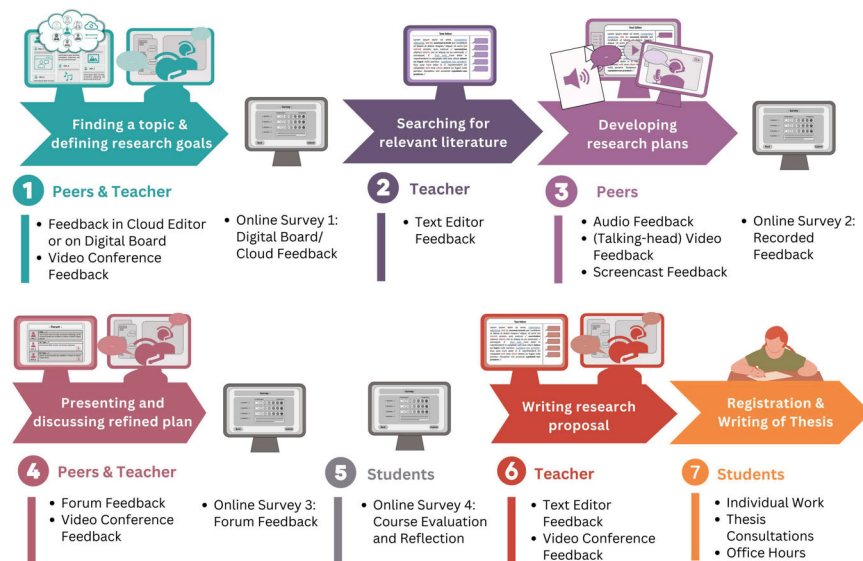 Finding a topic &
defining research goals
Searching for
relevant literature
Developing
research plans
1 Peers & Teacher
• Feedback in Cloud Editor
or on Digital Board
• Video Conference
Feedback
• Online Survey 1:
Digital Board/
Cloud Feedback
2 Teacher
• Text Editor
Feedback
3 Peers
• Audio Feedback
• (Talking-head) Video
Feedback
• Screencast Feedback
• Online Survey 2:
Recorded
Feedback
Presenting and
discussing refined plan
Writing research
proposal
Registration &
Writing of Thesis
4 Peers & Teacher
• Forum Feedback
• Video Conference
Feedback
• Online Survey 3:
Forum Feedback
5 Students
• Online Survey 4:
Course Evaluation
and Reflection
6 Teacher
• Text Editor
Feedback
• Video Conference
Feedback
7 Students
• Individual Work
• Thesis
Consultations
• Office Hours